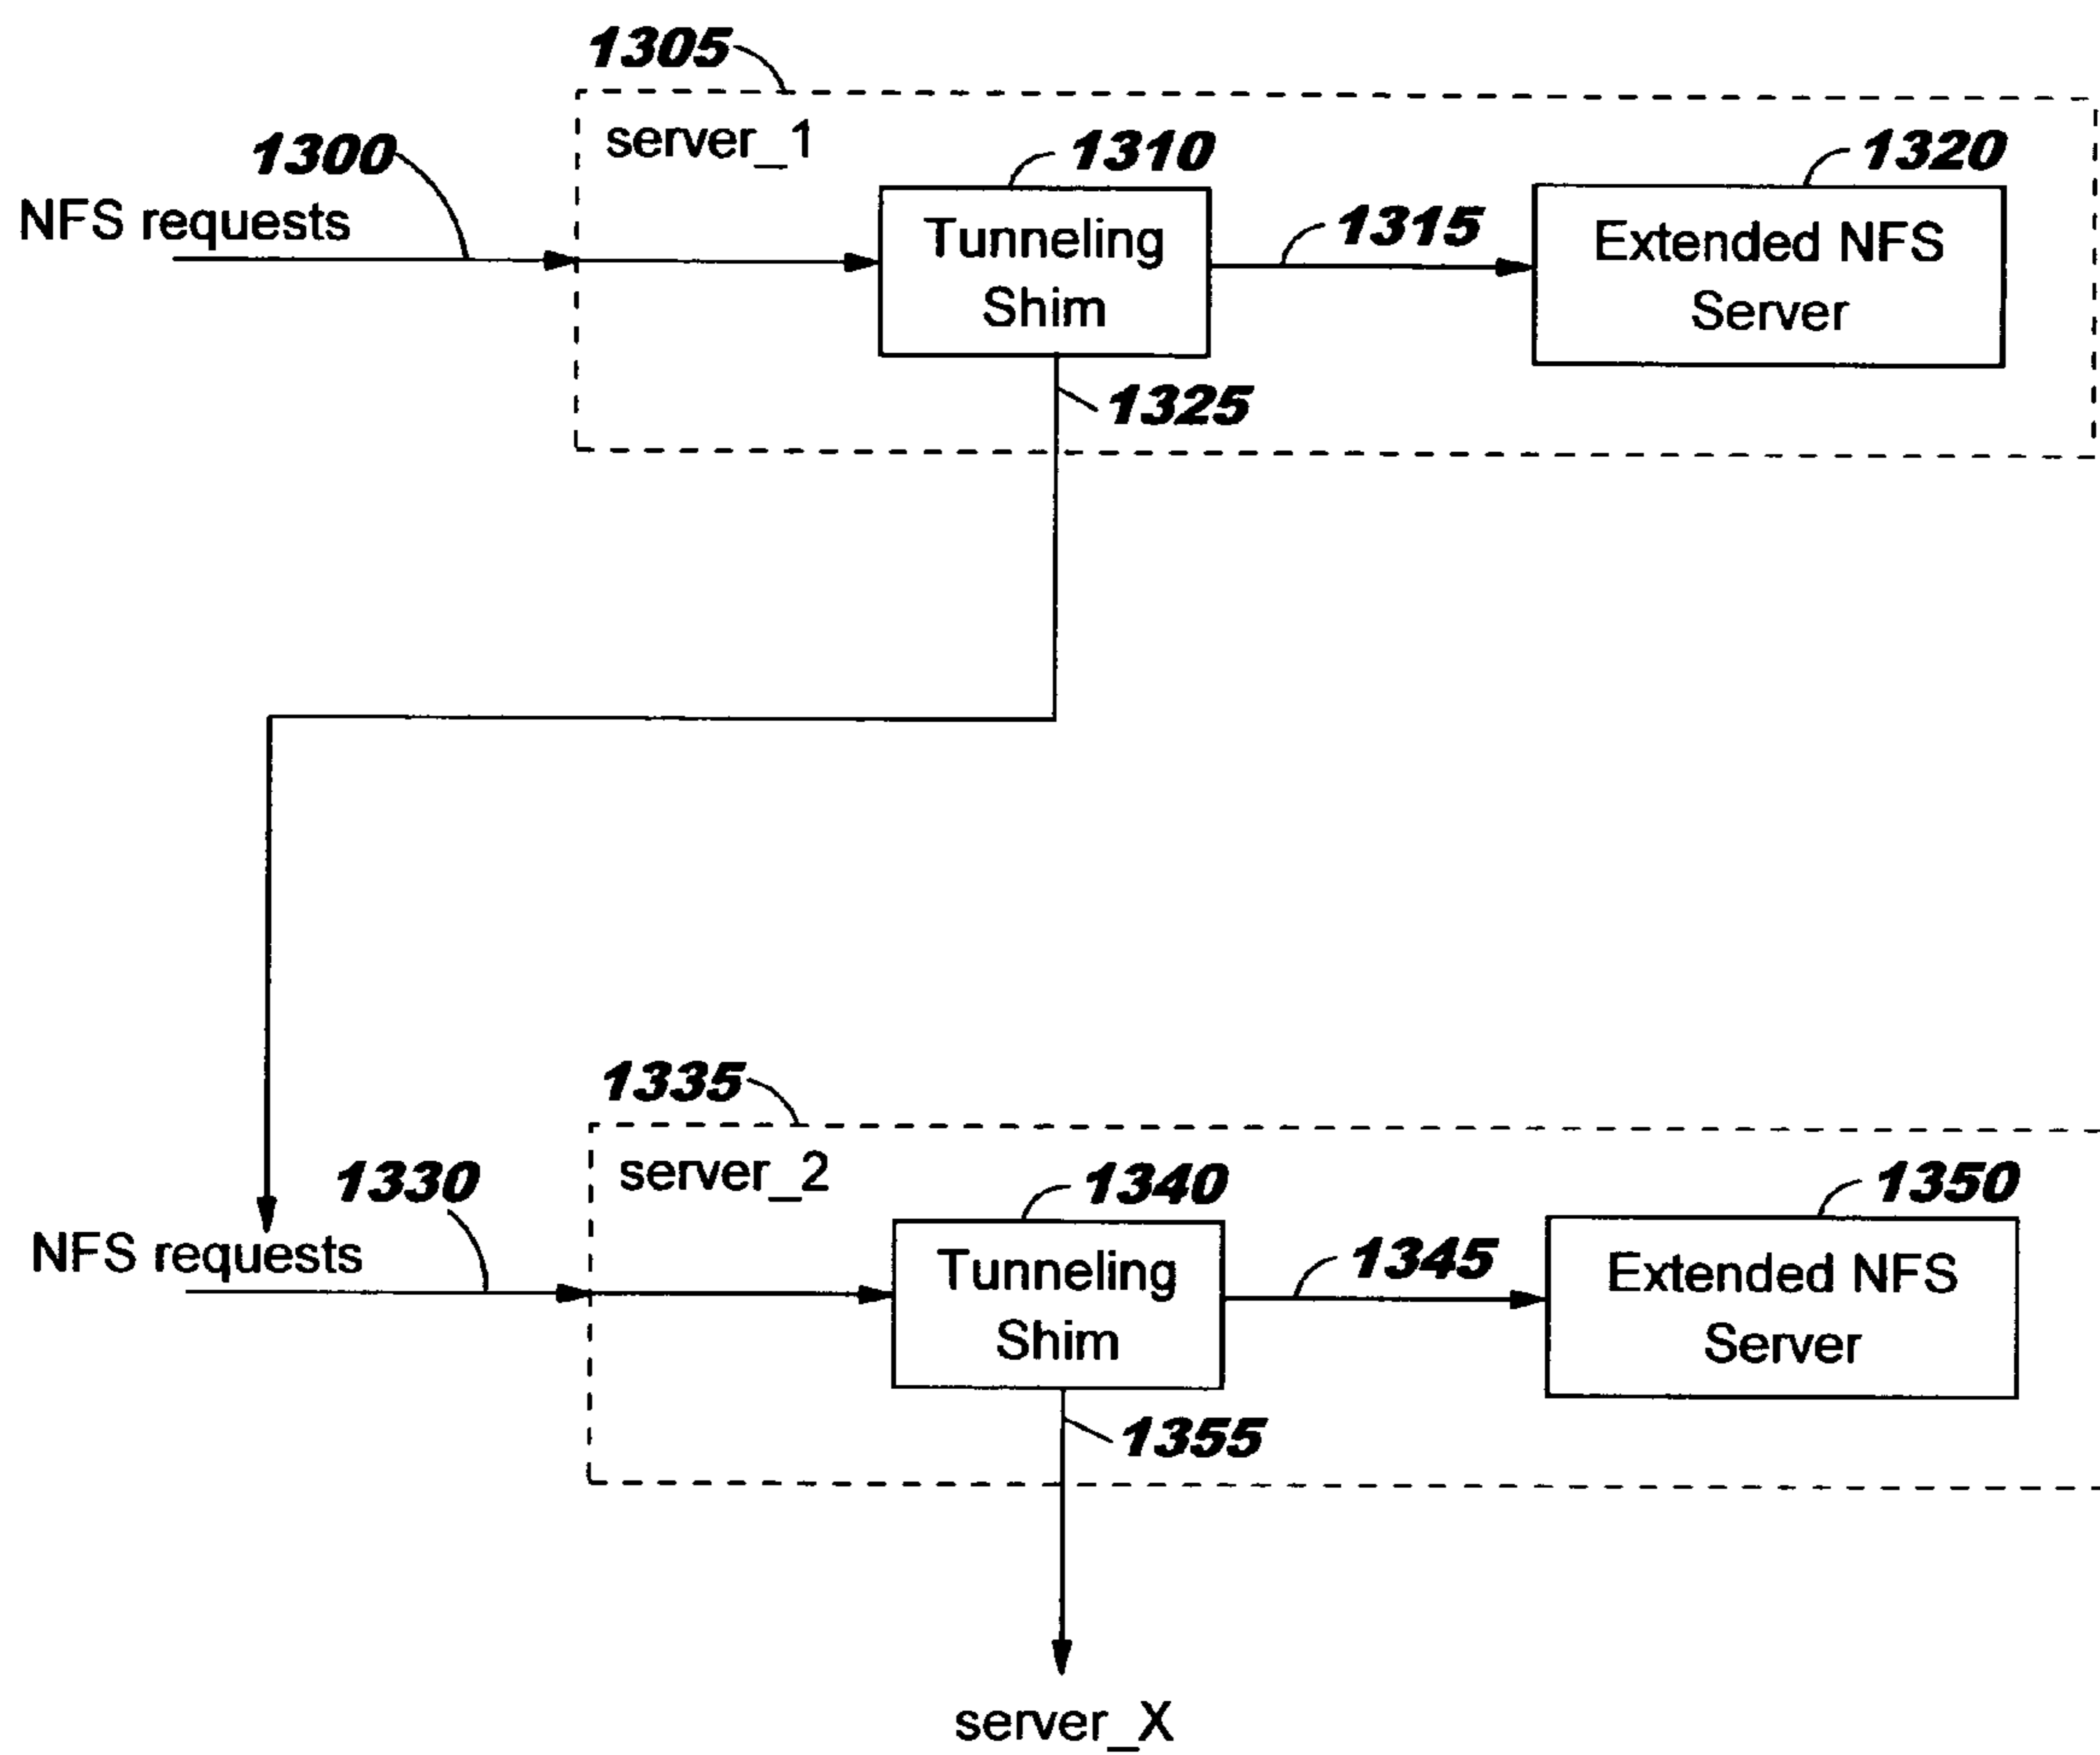 1305
server_1
1300
NFS requests
1310
Tunneling
Shim
1315
1320
Extended NFS
Server
1325
1335
server_2
1330
NFS requests
1340
Tunneling
Shim
1345
1350
Extended NFS
Server
1355
server_X